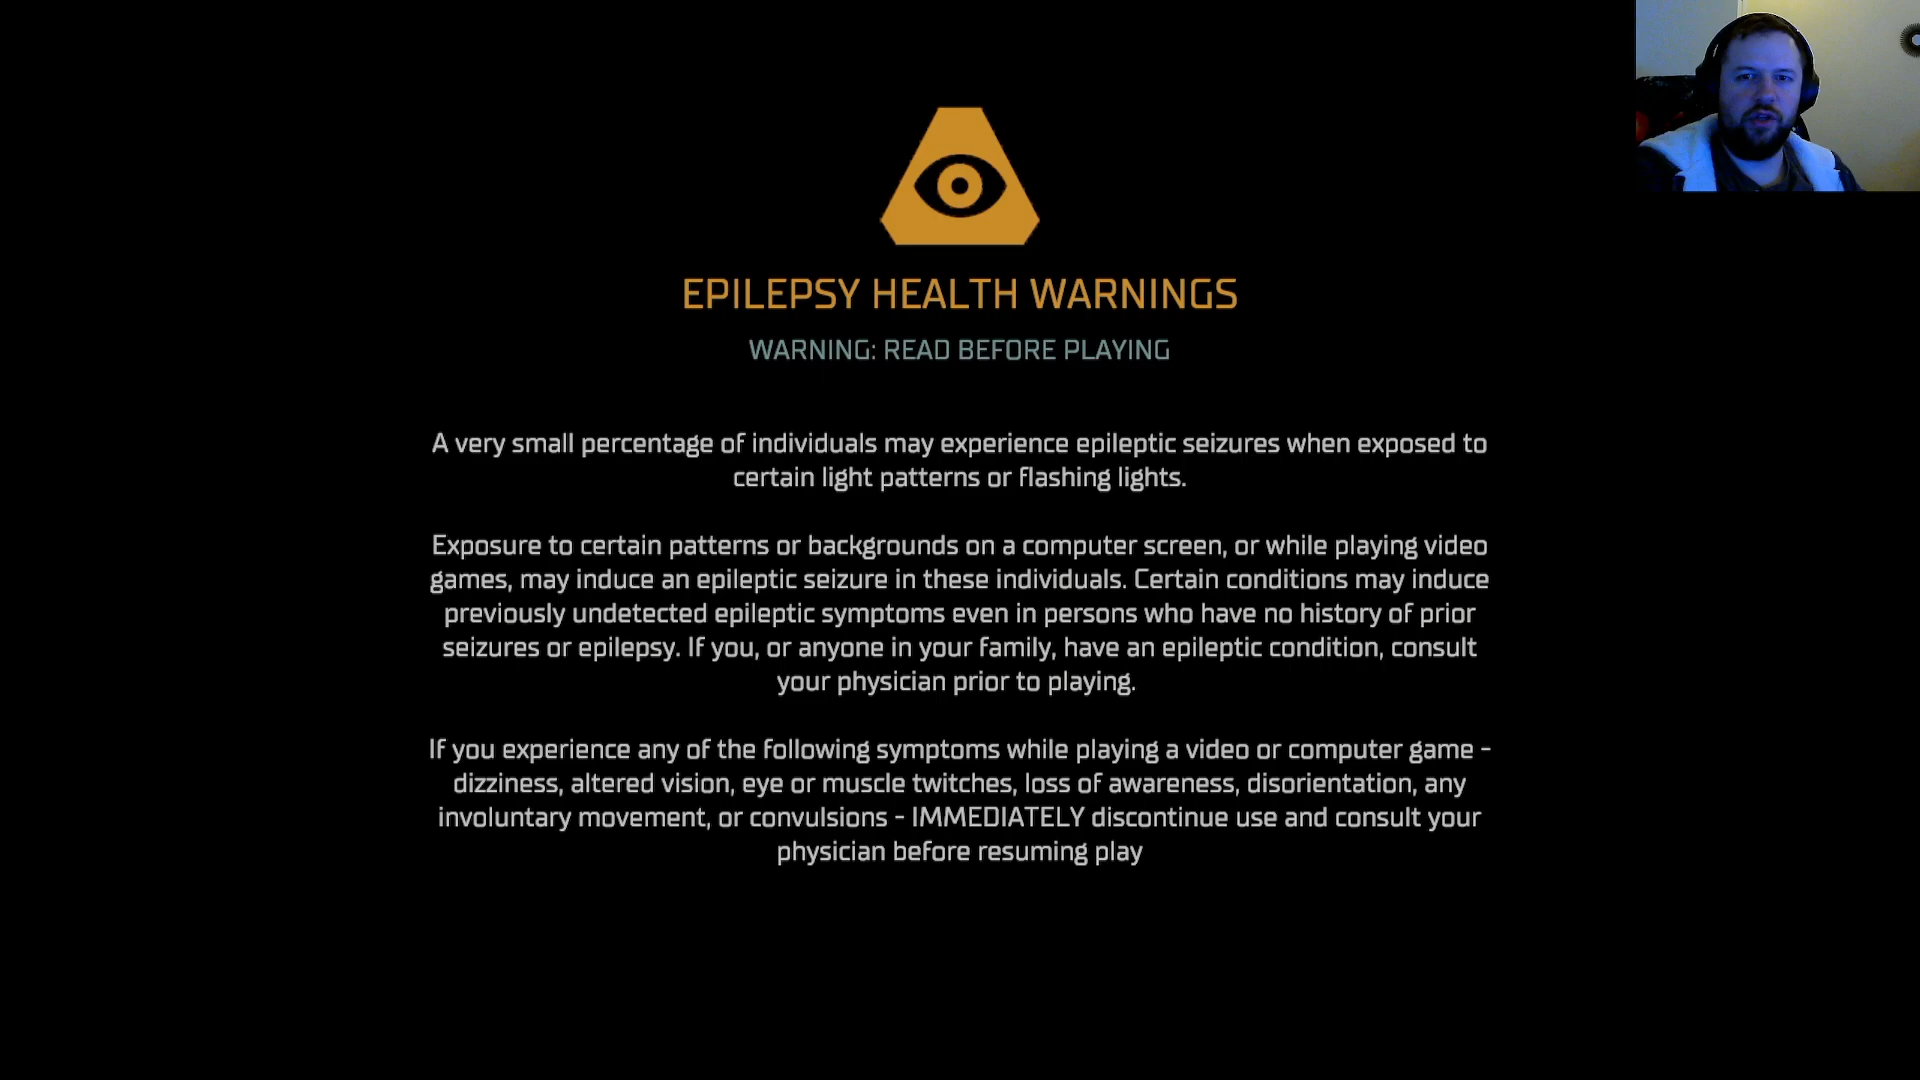 EPILEPSY HEALTH WARNINGS
WARNING: READ BEFORE PLAYING
A very small percentage of individuals may experience epileptic seizures when exposed to
certain light patterns or flashing lights.
Exposure to certain patterns or backgrounds on a computer screen, or while playing video
games, may induce an epileptic seizure in these individuals. Certain conditions may induce
previously undetected epileptic symptoms even in persons who have no history of prior
seizures or epilepsy. If you, or anyone in your family, have an epileptic condition, consult
your physician prior to playing.
If you experience any of the following symptoms while playing a video or computer game -
dizziness, altered vision, eye or muscle twitches, loss of awareness, disorientation, any
involuntary movement, or convulsions - IMMEDIATELY discontinue use and consult your
physician before resuming play